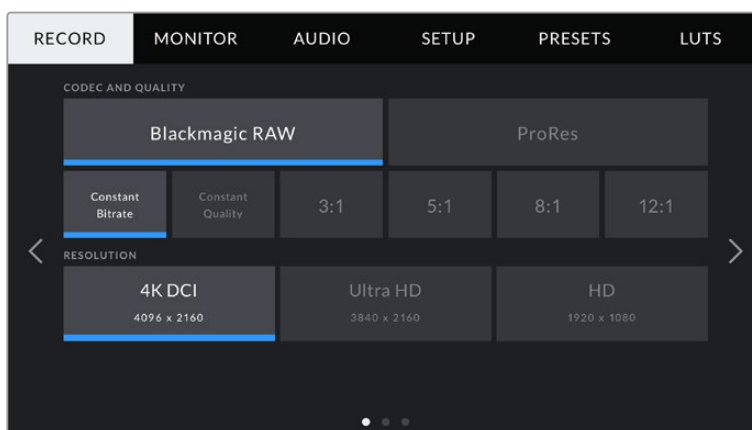 RECORD MONITOR AUDIO SETUP PRESETS LUTS
CODEC AND QUALITY
Blackmagic RAW ProRes
Constant Bitrate Constant Quality 3:1 5:1 8:1 12:1
RESOLUTION
4K DCI Ultra HD HD
4096 x 2160 3840 x 2160 1920 x 1080